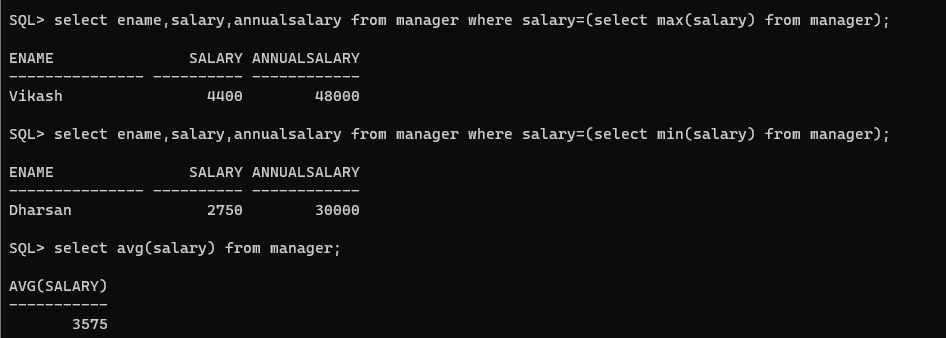 SQL> select ename,salary,annualsalary from manager where salary=(select max(salary) from manager);
ENAME SALARY ANNUALSALARY
--------------- ---------- ------------
Vikash 4400 48000
SQL> select ename,salary,annualsalary from manager where salary=(select min(salary) from manager);
ENAME SALARY ANNUALSALARY
--------------- ---------- ------------
Dharsan 2750 30000
SQL> select avg(salary) from manager;
AVG(SALARY)
-----------
3575